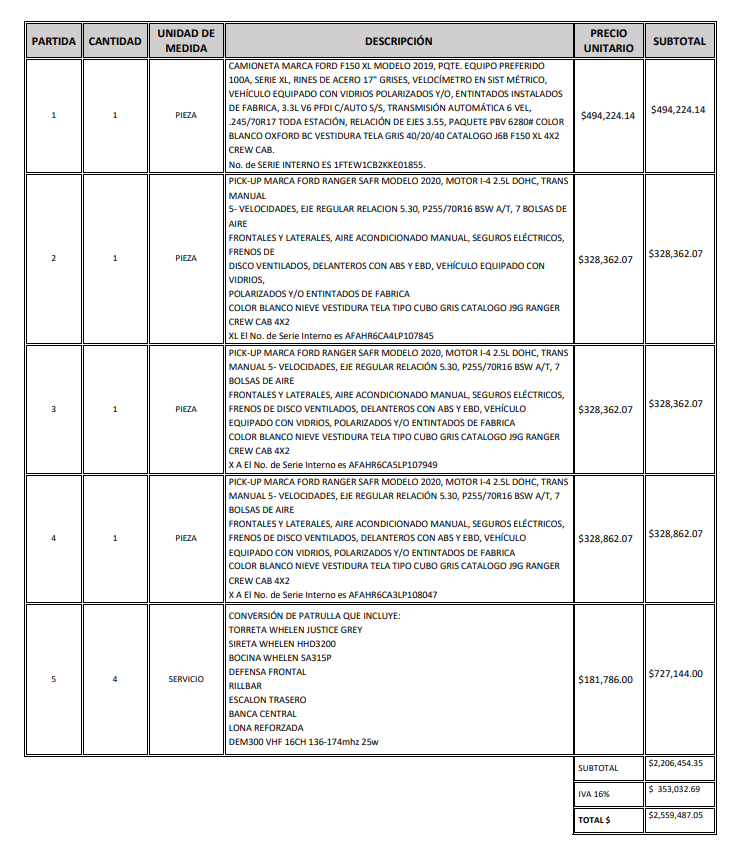 PARTIDA CANTIDAD UNIDAD DE MEDIDA DESCRIPCIÓN PRECIO UNITARIO SUBTOTAL
1 1 PIEZA
CAMIONETA MARCA FORD F150 XL MODELO 2019, PQTE. EQUIPO PREFERIDO
100A, SERIE XL, RINES DE ACERO 17" GRISES, VELOCÍMETRO EN SIST MÉTRICO,
VEHÍCULO EQUIPADO CON VIDRIOS POLARIZADOS Y/O, ENTINTADOS INSTALADOS
DE FABRICA, 3.3L V6 PFDI C/AUTO S/S, TRANSMISIÓN AUTOMÁTICA 6 VEL,
.245/70R17 TODA ESTACIÓN, RELACIÓN DE EJES 3.55, PAQUETE PBV 6280# COLOR
BLANCO OXFORD BC VESTIDURA TELA GRIS 40/20/40 CATALOGO J6B F150 XL 4X2
CREW CAB.
No. de SERIE INTERNO ES 1FTEW1CB2KKE01855.
$494,224.14 $494,224.14
2 1 PIEZA
PICK-UP MARCA FORD RANGER SAFR MODELO 2020, MOTOR I-4 2.5L DOHC, TRANS
MANUAL
5- VELOCIDADES, EJE REGULAR RELACION 5.30, P255/70R16 BSW A/T, 7 BOLSAS DE
AIRE
FRONTALES Y LATERALES, AIRE ACONDICIONADO MANUAL, SEGUROS ELÉCTRICOS,
FRENOS DE
DISCO VENTILADOS, DELANTEROS CON ABS Y EBD, VEHÍCULO EQUIPADO CON
VIDRIOS,
POLARIZADOS Y/O ENTINTADOS DE FABRICA
COLOR BLANCO NIEVE VESTIDURA TELA TIPO CUBO GRIS CATALOGO J9G RANGER
CREW CAB 4X2
XL El No. de Serie Interno es AFAHR6CA4LP107845
$328,362.07 $328,362.07
3 1 PIEZA
PICK-UP MARCA FORD RANGER SAFR MODELO 2020, MOTOR I-4 2.5L DOHC, TRANS
MANUAL 5- VELOCIDADES, EJE REGULAR RELACIÓN 5.30, P255/70R16 BSW A/T, 7
BOLSAS DE AIRE
FRONTALES Y LATERALES, AIRE ACONDICIONADO MANUAL, SEGUROS ELÉCTRICOS,
FRENOS DE DISCO VENTILADOS, DELANTEROS CON ABS Y EBD, VEHÍCULO
EQUIPADO CON VIDRIOS, POLARIZADOS Y/O ENTINTADOS DE FABRICA
COLOR BLANCO NIEVE VESTIDURA TELA TIPO CUBO GRIS CATALOGO J9G RANGER
CREW CAB 4X2
X A El No. de Serie Interno es AFAHR6CA5LP107949
$328,362.07 $328,362.07
4 1 PIEZA
PICK-UP MARCA FORD RANGER SAFR MODELO 2020, MOTOR I-4 2.5L DOHC, TRANS
MANUAL 5- VELOCIDADES, EJE REGULAR RELACIÓN 5.30, P255/70R16 BSW A/T, 7
BOLSAS DE AIRE
FRONTALES Y LATERALES, AIRE ACONDICIONADO MANUAL, SEGUROS ELÉCTRICOS,
FRENOS DE DISCO VENTILADOS, DELANTEROS CON ABS Y EBD, VEHÍCULO
EQUIPADO CON VIDRIOS, POLARIZADOS Y/O ENTINTADOS DE FABRICA
COLOR BLANCO NIEVE VESTIDURA TELA TIPO CUBO GRIS CATALOGO J9G RANGER
CREW CAB 4X2
X A El No. de Serie Interno es AFAHR6CA3LP108047
$328,862.07 $328,862.07
5 4 SERVICIO
CONVERSIÓN DE PATRULLA QUE INCLUYE:
TORRETA WHELEN JUSTICE GREY
SIRETA WHELEN HHD3200
BOCINA WHELEN SA315P
DEFENSA FRONTAL
RILLBAR
ESCALON TRASERO
BANCA CENTRAL
LONA REFORZADA
DEM300 VHF 16CH 136-174mhz 25w
$181,786.00 $727,144.00
SUBTOTAL $2,206,454.35
IVA 16% $ 353,032.69
TOTAL $ $2,559,487.05